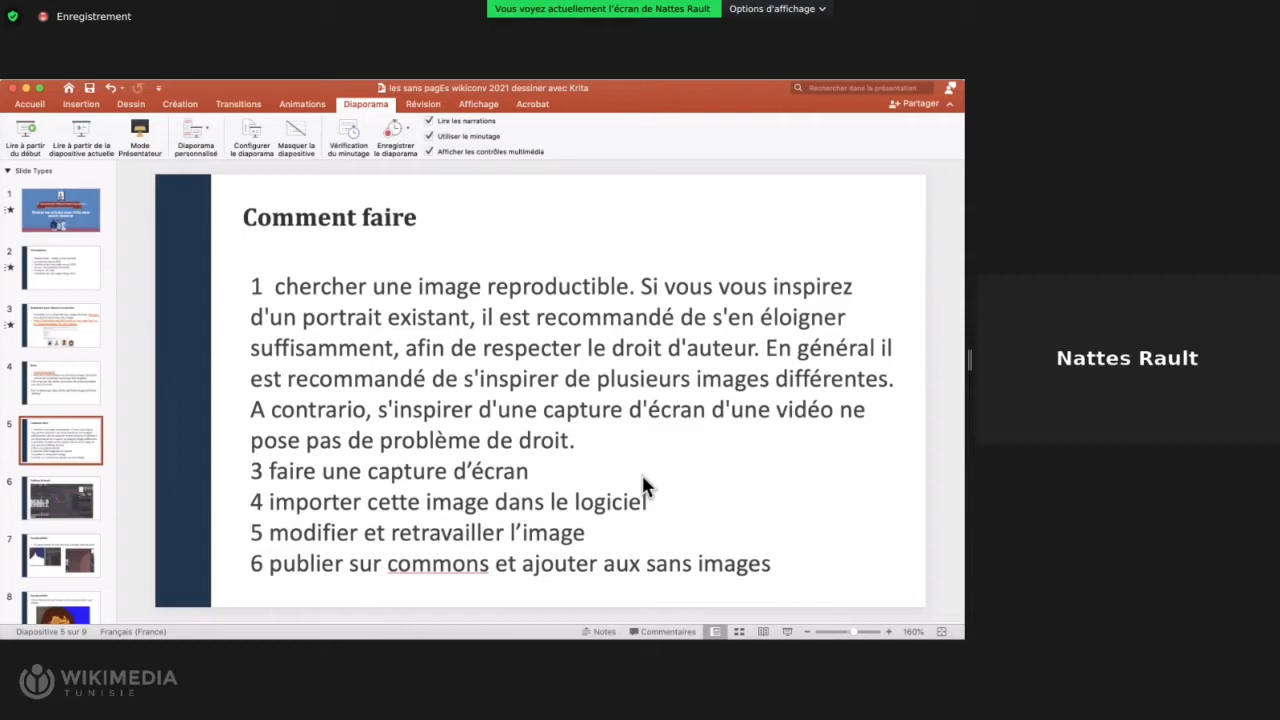 Enregistrement
Vous voyez actuellement l'écran de Nattes Rault
Options d'affichage
les sans pagEs wikiconv 2021 dessiner avec Krita
Rechercher dans la présentation
Accueil Insertion Dessin Création Transitions Animations Diaporama Révision Affichage Acrobat
Partager
Lire à partir du début
Lire à partir de la diapositive actuelle
Mode Présentateur
Diaporama personnalisé
Configurer le diaporama
Masquer la diapositive
Vérification du minutage
Enregistrer le diaporama
Lire les narrations
Utiliser le minutage
Afficher les contrôles multimédia
Slide Types
1
2
3
4
5
6
7
8
Comment faire
1 chercher une image reproductible. Si vous vous inspirez
d'un portrait existant, il est recommandé de s'en éloigner
suffisamment, afin de respecter le droit d'auteur. En général il
est recommandé de s'inspirer de plusieurs images différentes.
A contrario, s'inspirer d'une capture d'écran d'une vidéo ne
pose pas de problème de droit.
3 faire une capture d’écran
4 importer cette image dans le logiciel
5 modifier et retravailler l’image
6 publier sur commons et ajouter aux sans images
Nattes Rault
Diapositive 5 sur 9 Français (France)
Notes Commentaires 160%
WIKIMEDIA
TUNISIE